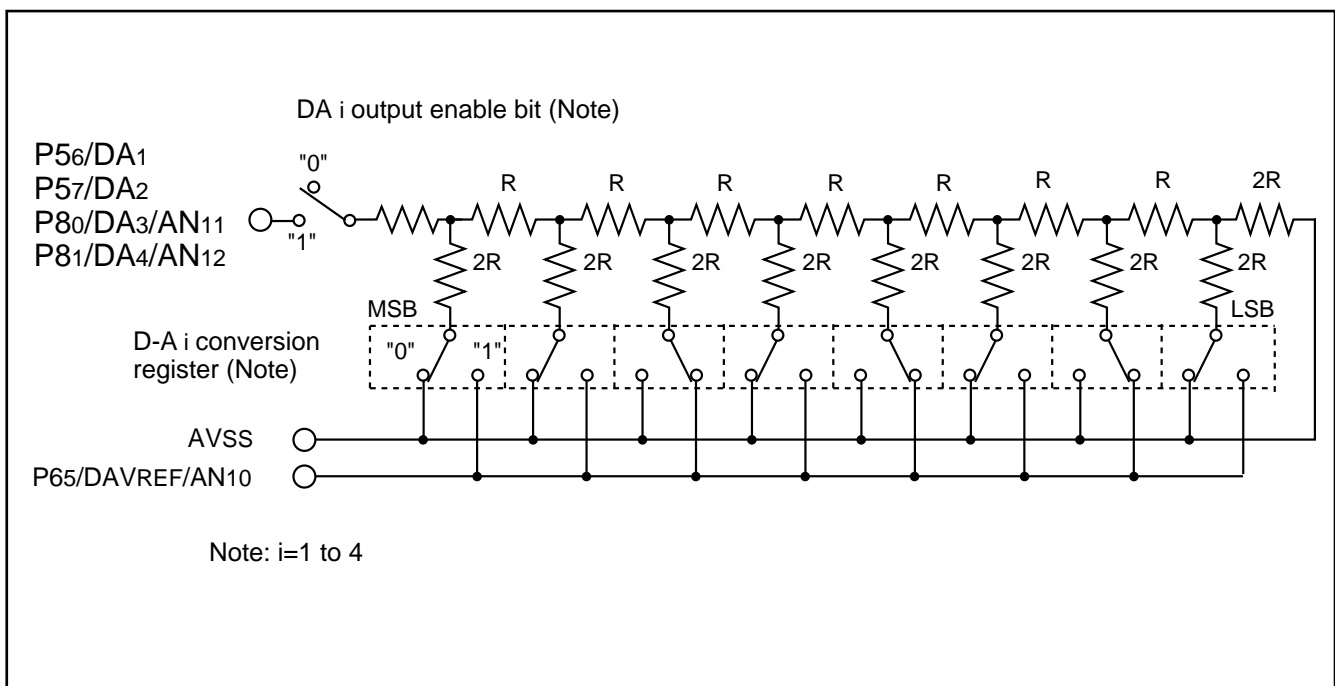 DA i output enable bit (Note)
P56/DA1
P57/DA2
P80/DA3/AN11
P81/DA4/AN12
"0"
"1"
R R R R R R R 2R
2R 2R 2R 2R 2R 2R 2R 2R
MSB
LSB
D-A i conversion
register (Note)
"0" "1"
AVSS
P65/DAVREF/AN10
Note: i=1 to 4